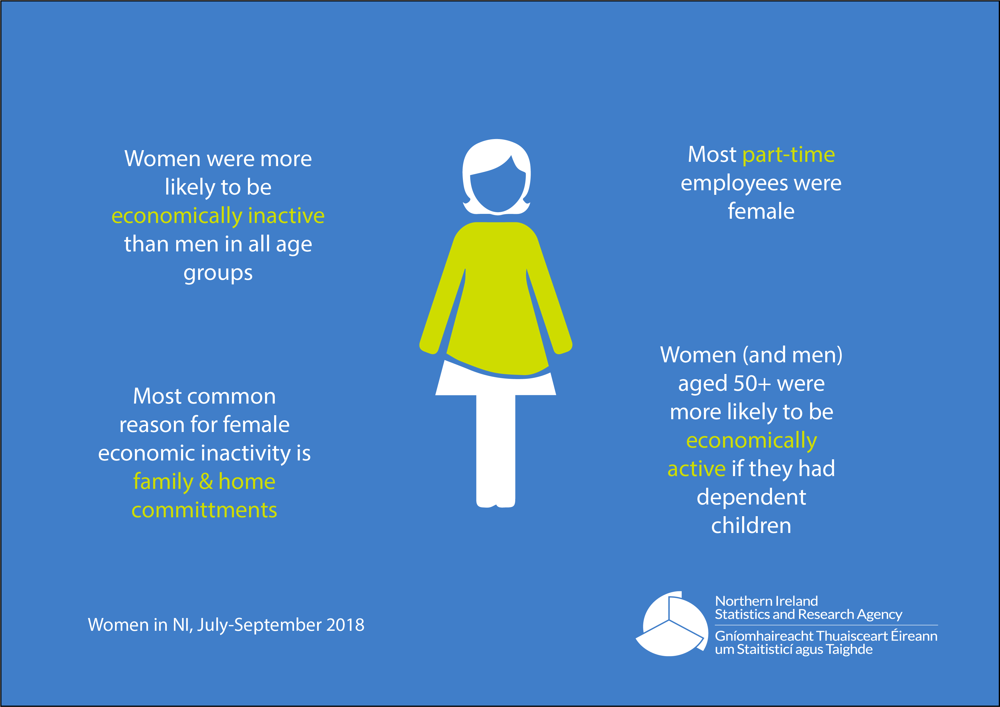 Women were more
likely to be
economically inactive
than men in all age
groups
Most part-time
employees were
female
Most common
reason for female
economic inactivity is
family & home
committments
Women (and men)
aged 50+ were
more likely to be
economically
active if they had
dependent
children
Women in NI, July-September 2018
Northern Ireland
Statistics and Research Agency
Gníomhaireacht Thuaisceart Éireann
um Staitisticí agus Taighde